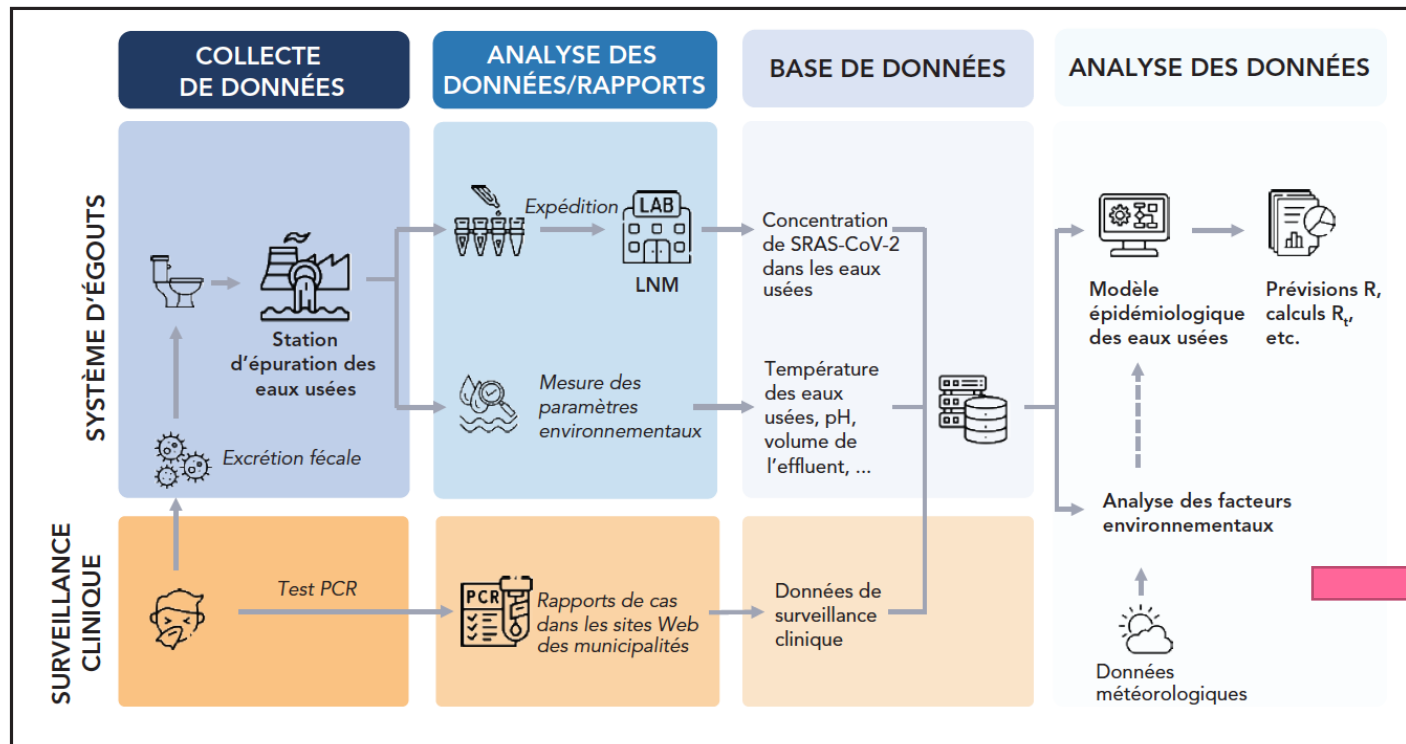 COLLECTE
DE DONNÉES
ANALYSE DES
DONNÉES/RAPPORTS
BASE DE DONNÉES
ANALYSE DES DONNÉES
SYSTÈME D'ÉGOUTS
Station
d'épuration des
eaux usées
Excrétion fécale
Expédition
LAB
LNM
Mesure des
paramètres
environnementaux
Concentration
de SRAS-CoV-2
dans les eaux
usées
Température
des eaux
usées, pH,
volume de
l'effluent, ...
Modèle
épidémiologique
des eaux usées
Prévisions R,
calculs Rt,
etc.
Analyse des facteurs
environnementaux
Données
météorologiques
SURVEILLANCE
CLINIQUE
Test PCR
PCR
Rapports de cas
dans les sites Web
des municipalités
Données de
surveillance
clinique